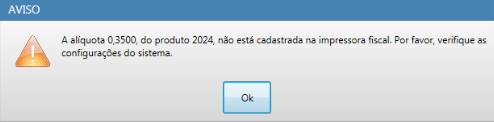 AVISO
A alíquota 0,3500, do produto 2024, não está cadastrada na impressora fiscal. Por favor, verifique as
configurações do sistema.
Ok